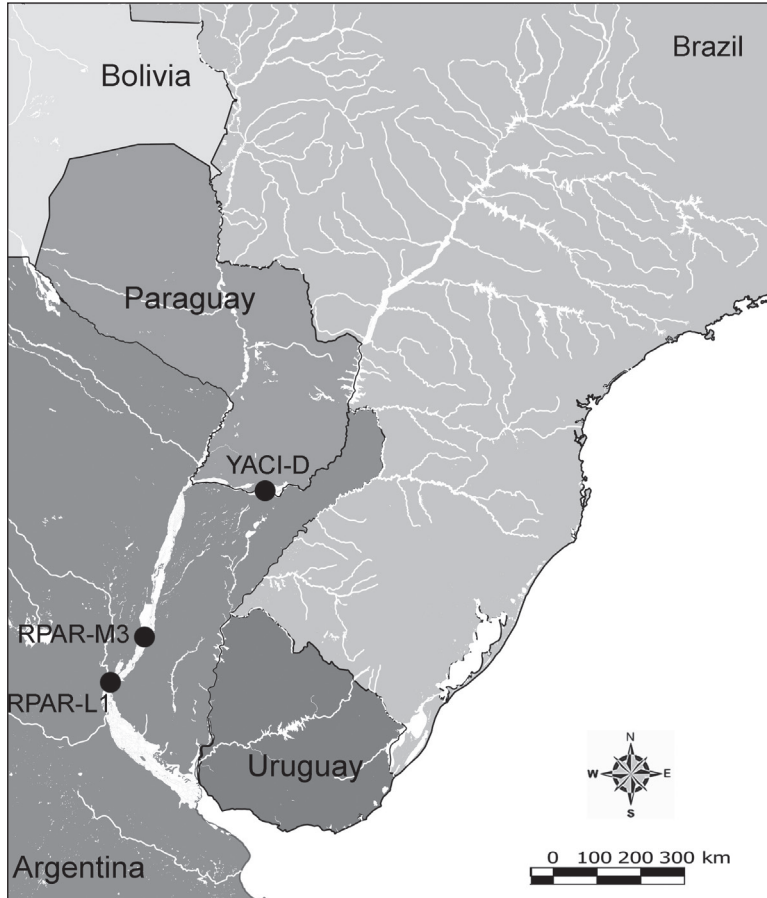 Brazil
Bolivia
Paraguay
YACI-D
RPAR-M3
RPAR-L1
Uruguay
Argentina
N
W E
S
0 100 200 300 km